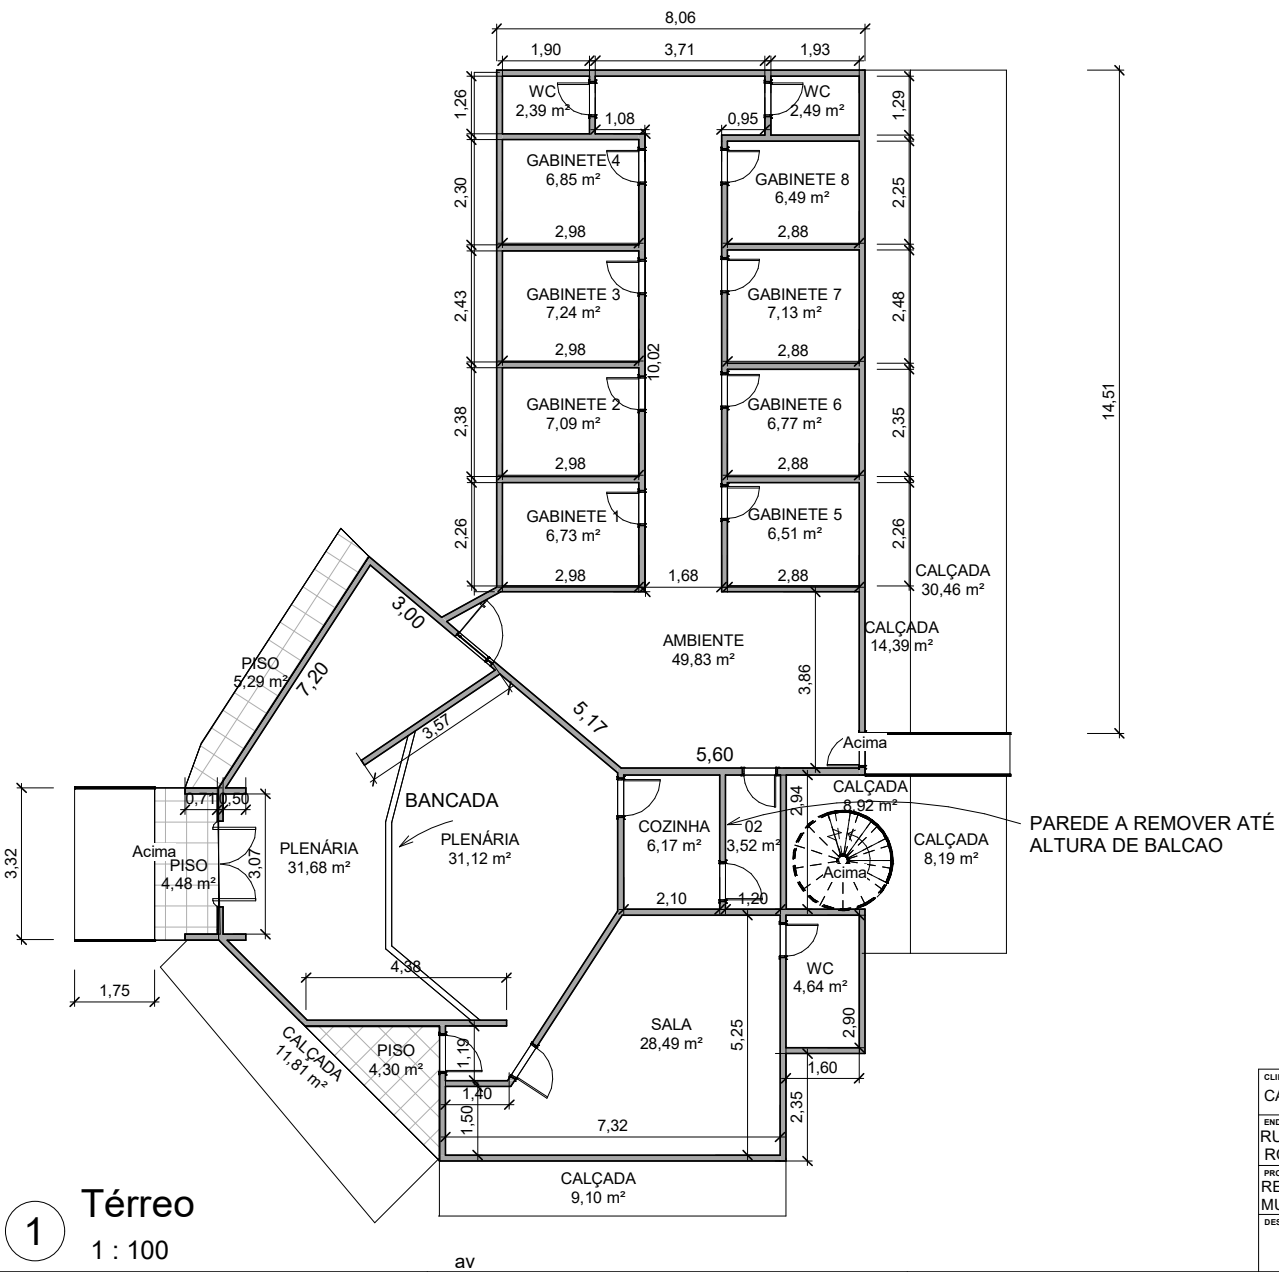 8,06
1,90
3,71
1,93
WC
2,39 m²
WC
2,49 m²
1,26
1,29
1,08
0,95
GABINETE 4
6,85 m²
GABINETE 8
6,49 m²
2,30
2,25
2,98
2,88
GABINETE 3
7,24 m²
GABINETE 7
7,13 m²
2,43
2,48
2,98
2,88
10,02
14,51
GABINETE 2
7,09 m²
GABINETE 6
6,77 m²
2,38
2,35
2,98
2,88
GABINETE 1
6,73 m²
GABINETE 5
6,51 m²
2,26
2,26
2,98
1,68
2,88
CALÇADA
30,46 m²
3,00
AMBIENTE
49,83 m²
CALÇADA
14,39 m²
PISO
5,29 m²
7,20
3,86
3,57
5,17
5,60
Acima
0,71
0,50
BANCADA
CALÇADA
8,92 m²
2,94
PLENÁRIA
31,12 m²
COZINHA
6,17 m²
02
3,52 m²
PAREDE A REMOVER ATÉ
ALTURA DE BALCAO
CALÇADA
8,19 m²
3,32
Acima
PISO
4,48 m²
3,07
PLENÁRIA
31,68 m²
Acima
2,10
1,20
4,38
1,75
WC
4,64 m²
SALA
28,49 m²
5,25
2,90
CALÇADA
11,81 m²
PISO
4,30 m²
1,19
1,60
1,40
1,50
2,35
7,32
CALÇADA
9,10 m²
1
Térreo
1 : 100
av